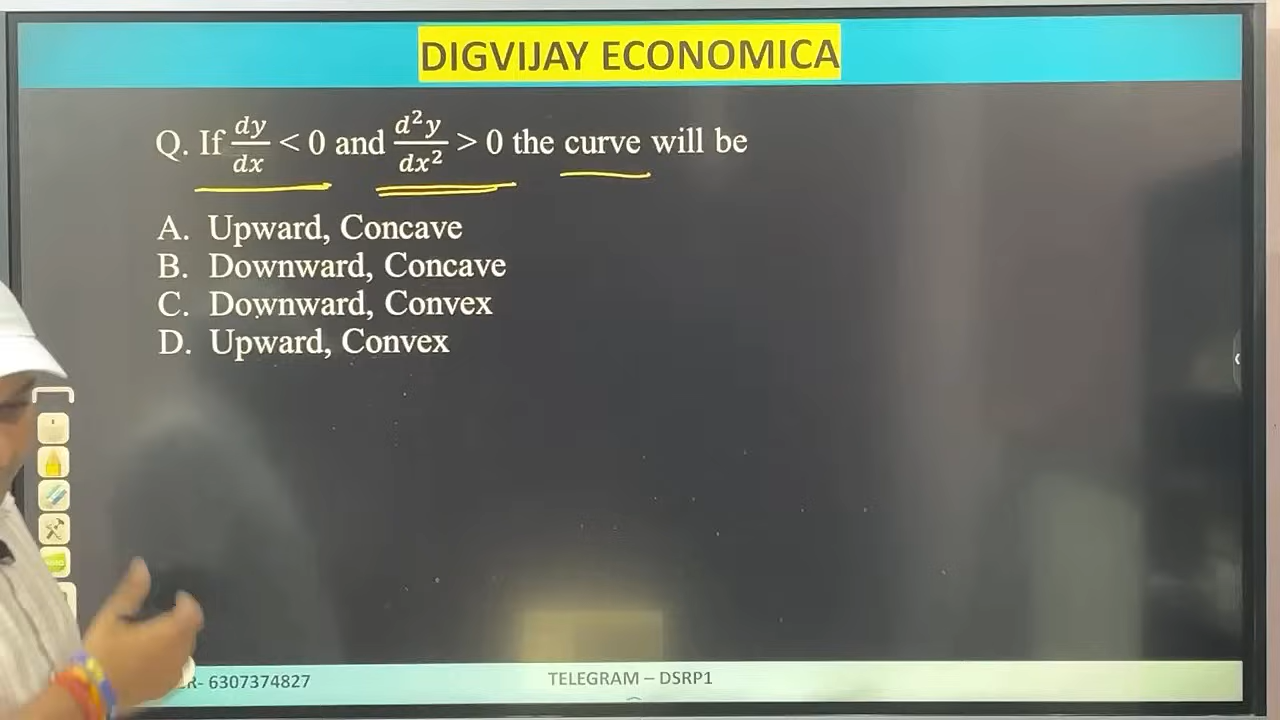 DIGVIJAY ECONOMICA
Q. If dy/dx < 0 and d²y/dx² > 0 the curve will be
A. Upward, Concave
B. Downward, Concave
C. Downward, Convex
D. Upward, Convex
R- 6307374827
TELEGRAM – DSRP1